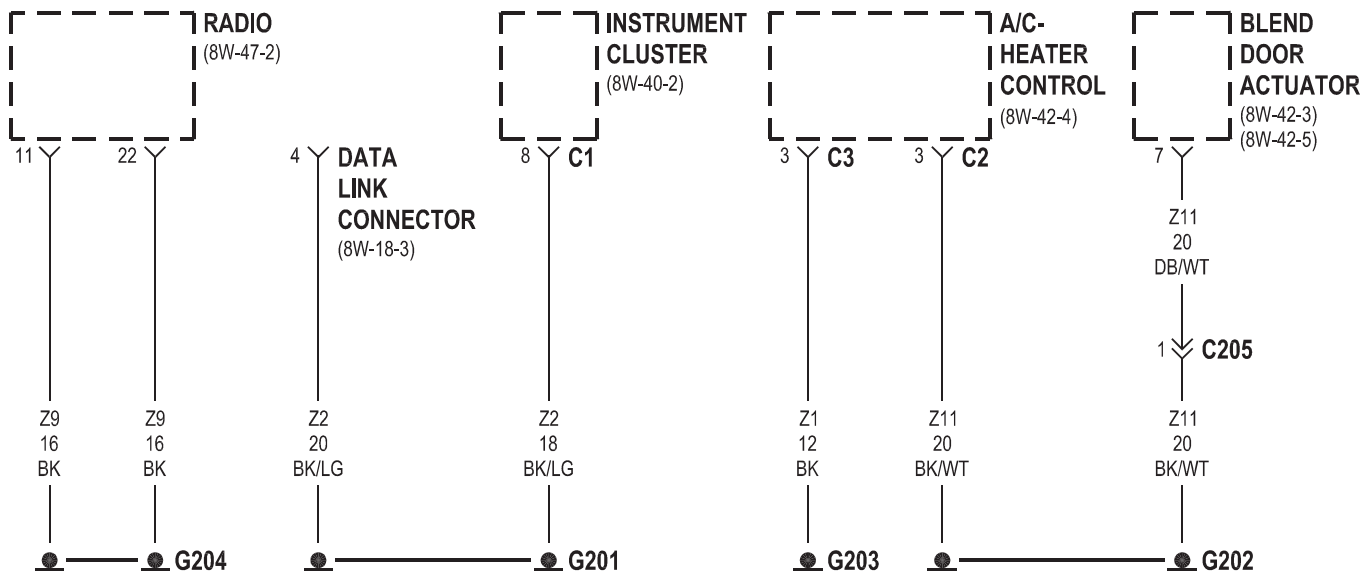 RADIO
(8W-47-2)
INSTRUMENT
CLUSTER
(8W-40-2)
A/C-
HEATER
CONTROL
(8W-42-4)
BLEND
DOOR
ACTUATOR
(8W-42-3)
(8W-42-5)
11
22
4
DATA
LINK
CONNECTOR
(8W-18-3)
8 C1
3 C3
3 C2
7
Z11
20
DB/WT
1 C205
Z9
16
BK
Z9
16
BK
Z2
20
BK/LG
Z2
18
BK/LG
Z1
12
BK
Z11
20
BK/WT
Z11
20
BK/WT
G204
G201
G203
G202